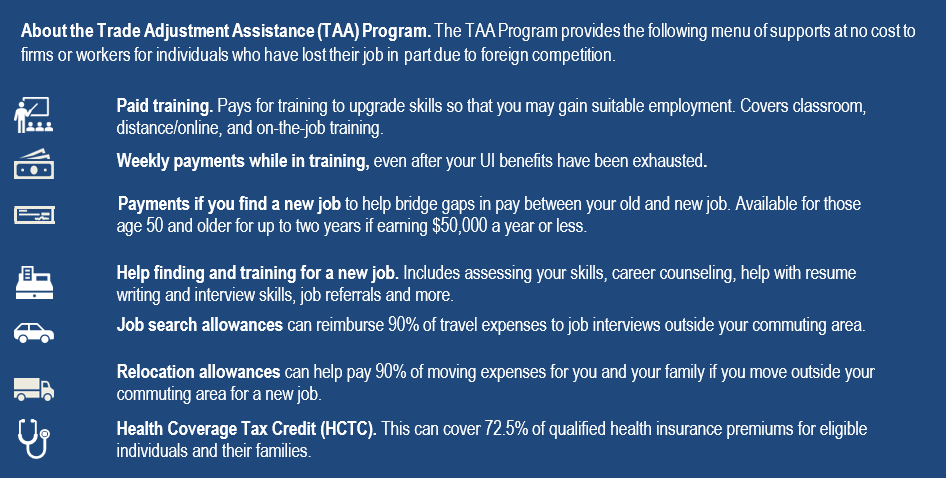 About the Trade Adjustment Assistance (TAA) Program. The TAA Program provides the following menu of supports at no cost to
firms or workers for individuals who have lost their job in part due to foreign competition.
Paid training. Pays for training to upgrade skills so that you may gain suitable employment. Covers classroom,
distance/online, and on-the-job training.
Weekly payments while in training, even after your UI benefits have been exhausted.
Payments if you find a new job to help bridge gaps in pay between your old and new job. Available for those
age 50 and older for up to two years if earning $50,000 a year or less.
Help finding and training for a new job. Includes assessing your skills, career counseling, help with resume
writing and interview skills, job referrals and more.
Job search allowances can reimburse 90% of travel expenses to job interviews outside your commuting area.
Relocation allowances can help pay 90% of moving expenses for you and your family if you move outside your
commuting area for a new job.
Health Coverage Tax Credit (HCTC). This can cover 72.5% of qualified health insurance premiums for eligible
individuals and their families.